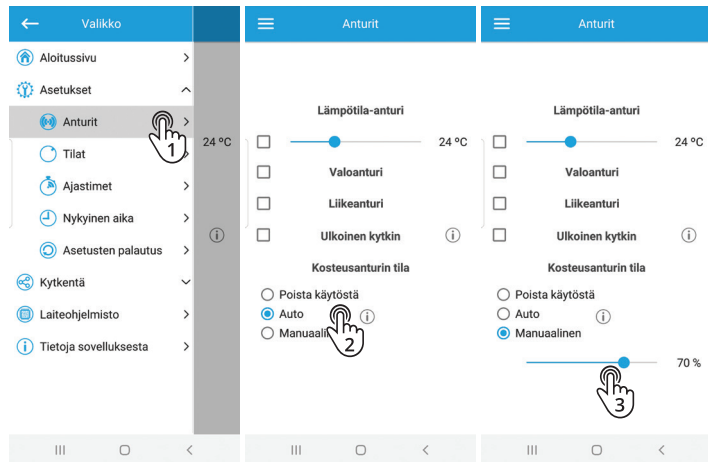 Valikko
Aloitussivu
Asetukset
Anturit
1
Tilat
24 ºC
Ajastimet
Nykyinen aika
Asetusten palautus
Kytkentä
Laiteohjelmisto
Tietoja sovelluksesta
Anturit
Lämpötila-anturi
24 ºC
Valoanturi
Liikeanturi
Ulkoinen kytkin
Kosteusanturin tila
Poista käytöstä
Auto
2
Anturit
Lämpötila-anturi
24 ºC
Valoanturi
Liikeanturi
Ulkoinen kytkin
Kosteusanturin tila
Poista käytöstä
Auto
Manuaalinen
70 %
3